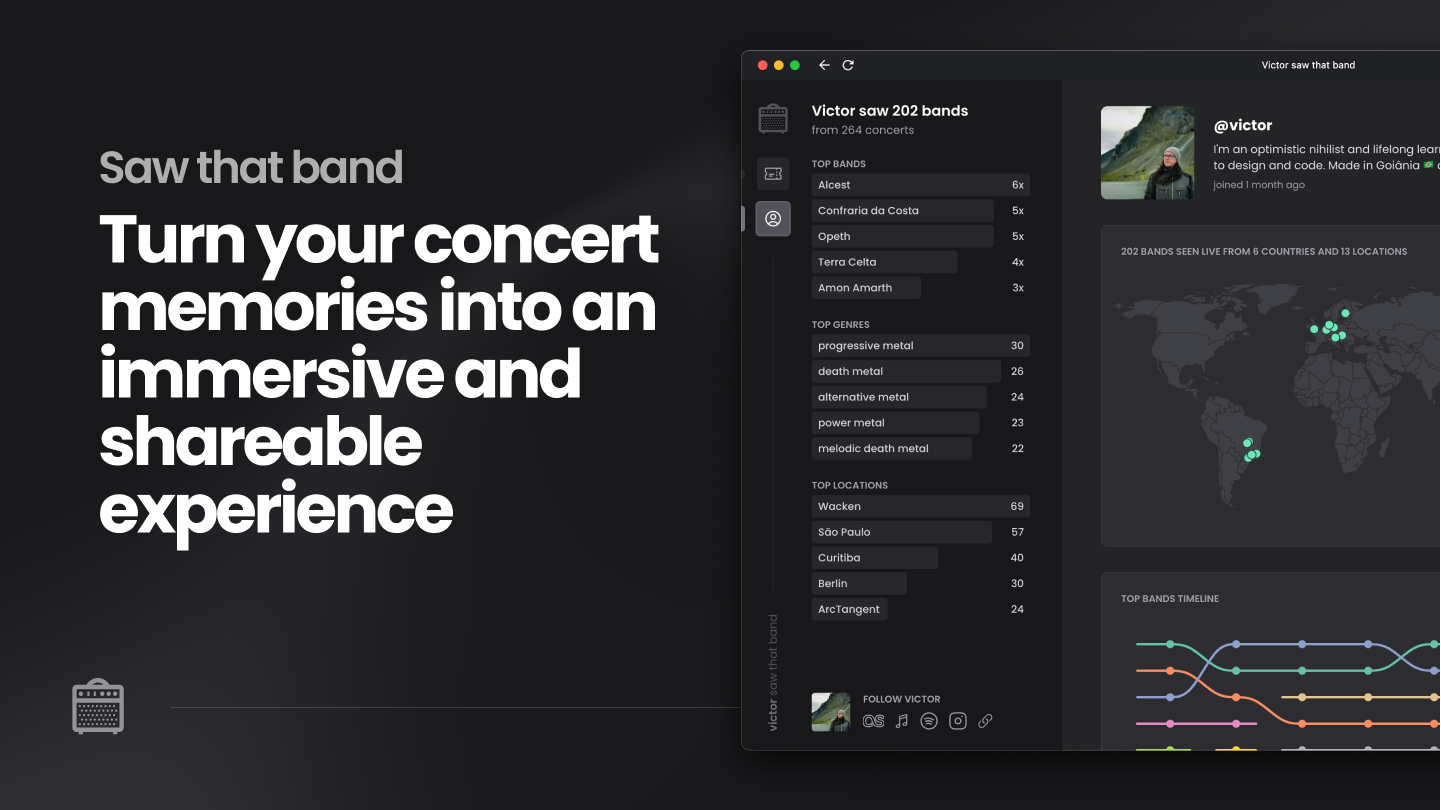 Saw that band
Turn your concert
memories into an
immersive and
shareable
experience
Victor saw that band
Victor saw 202 bands
from 264 concerts
TOP BANDS
Alcest 6x
Confraria da Costa 5x
Opeth 5x
Terra Celta 4x
Amon Amarth 3x
TOP GENRES
progressive metal 30
death metal 26
alternative metal 24
power metal 23
melodic death metal 22
TOP LOCATIONS
Wacken 69
São Paulo 57
Curitiba 40
Berlin 30
ArcTangent 24
victor saw that band
FOLLOW VICTOR
@victor
I'm an optimistic nihilist and lifelong lear
to design and code. Made in Goiânia 🇧🇷
joined 1 month ago
202 BANDS SEEN LIVE FROM 6 COUNTRIES AND 13 LOCATIONS
TOP BANDS TIMELINE